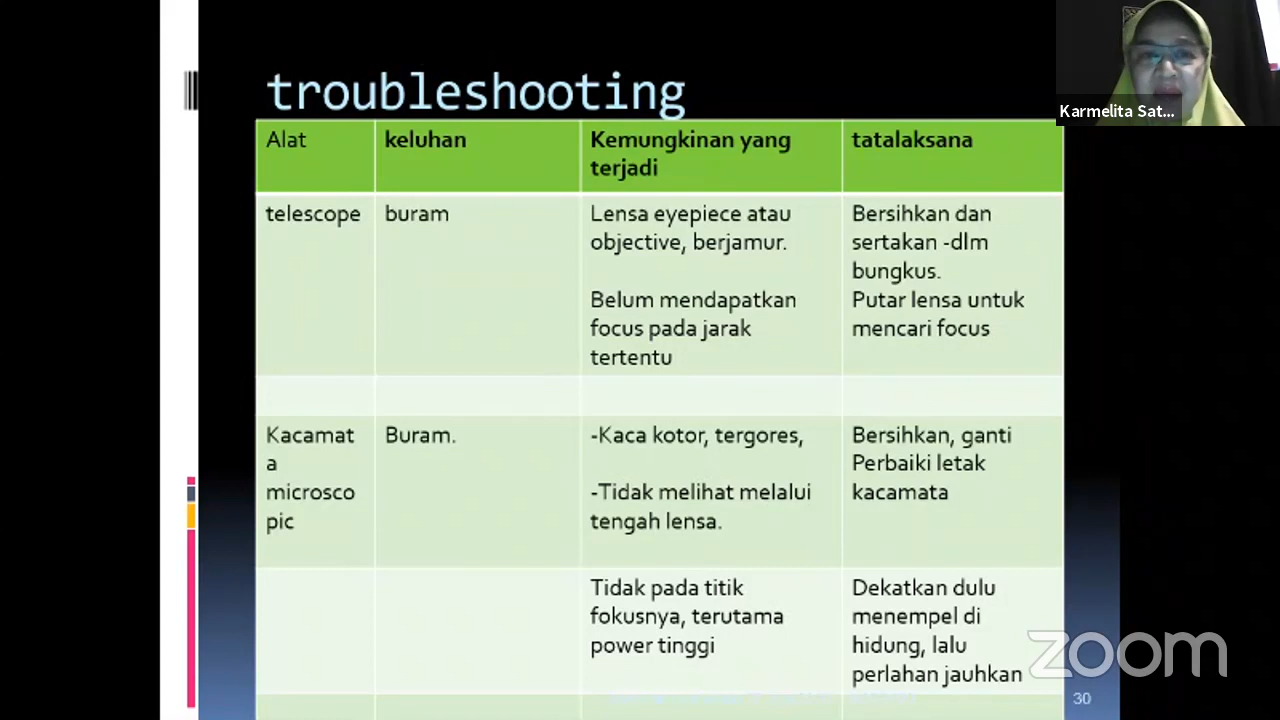 troubleshooting
Karmelita Sat...
Alat
keluhan
Kemungkinan yang
terjadi
tatalaksana
telescope
buram
Lensa eyepiece atau
objective, berjamur.
Belum mendapatkan
focus pada jarak
tertentu
Bersihkan dan
sertakan -dlm
bungkus.
Putar lensa untuk
mencari focus
Kacamat
a
microsco
pic
Buram.
-Kaca kotor, tergores,
-Tidak melihat melalui
tengah lensa.
Bersihkan, ganti
Perbaiki letak
kacamata
Tidak pada titik
fokusnya, terutama
power tinggi
Dekatkan dulu
menempel di
hidung, lalu
perlahan jauhkan
zoom
30